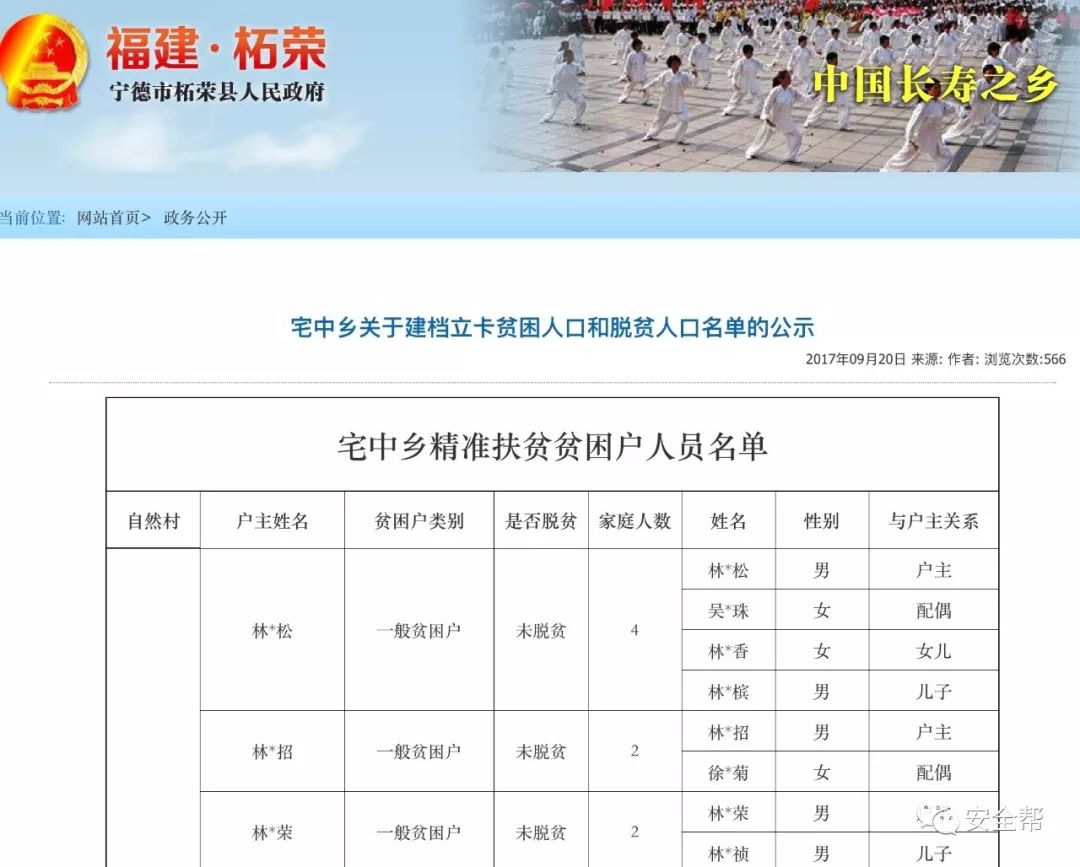 福建·柘荣
宁德市柘荣县人民政府
中国长寿之乡
当前位置: 网站首页> 政务公开
宅中乡关于建档立卡贫困人口和脱贫人口名单的公示
2017年09月20日 来源: 作者: 浏览次数:566
宅中乡精准扶贫贫困户人员名单
自然村 户主姓名 贫困户类别 是否脱贫 家庭人数 姓名 性别 与户主关系
林*松 一般贫困户 未脱贫 4
林*松 男 户主
吴*珠 女 配偶
林*香 女 女儿
林*槟 男 儿子
林*招 一般贫困户 未脱贫 2
林*招 男 户主
徐*菊 女 配偶
林*荣 一般贫困户 未脱贫 2
林*荣 男
林*祯 男 儿子
安全帮